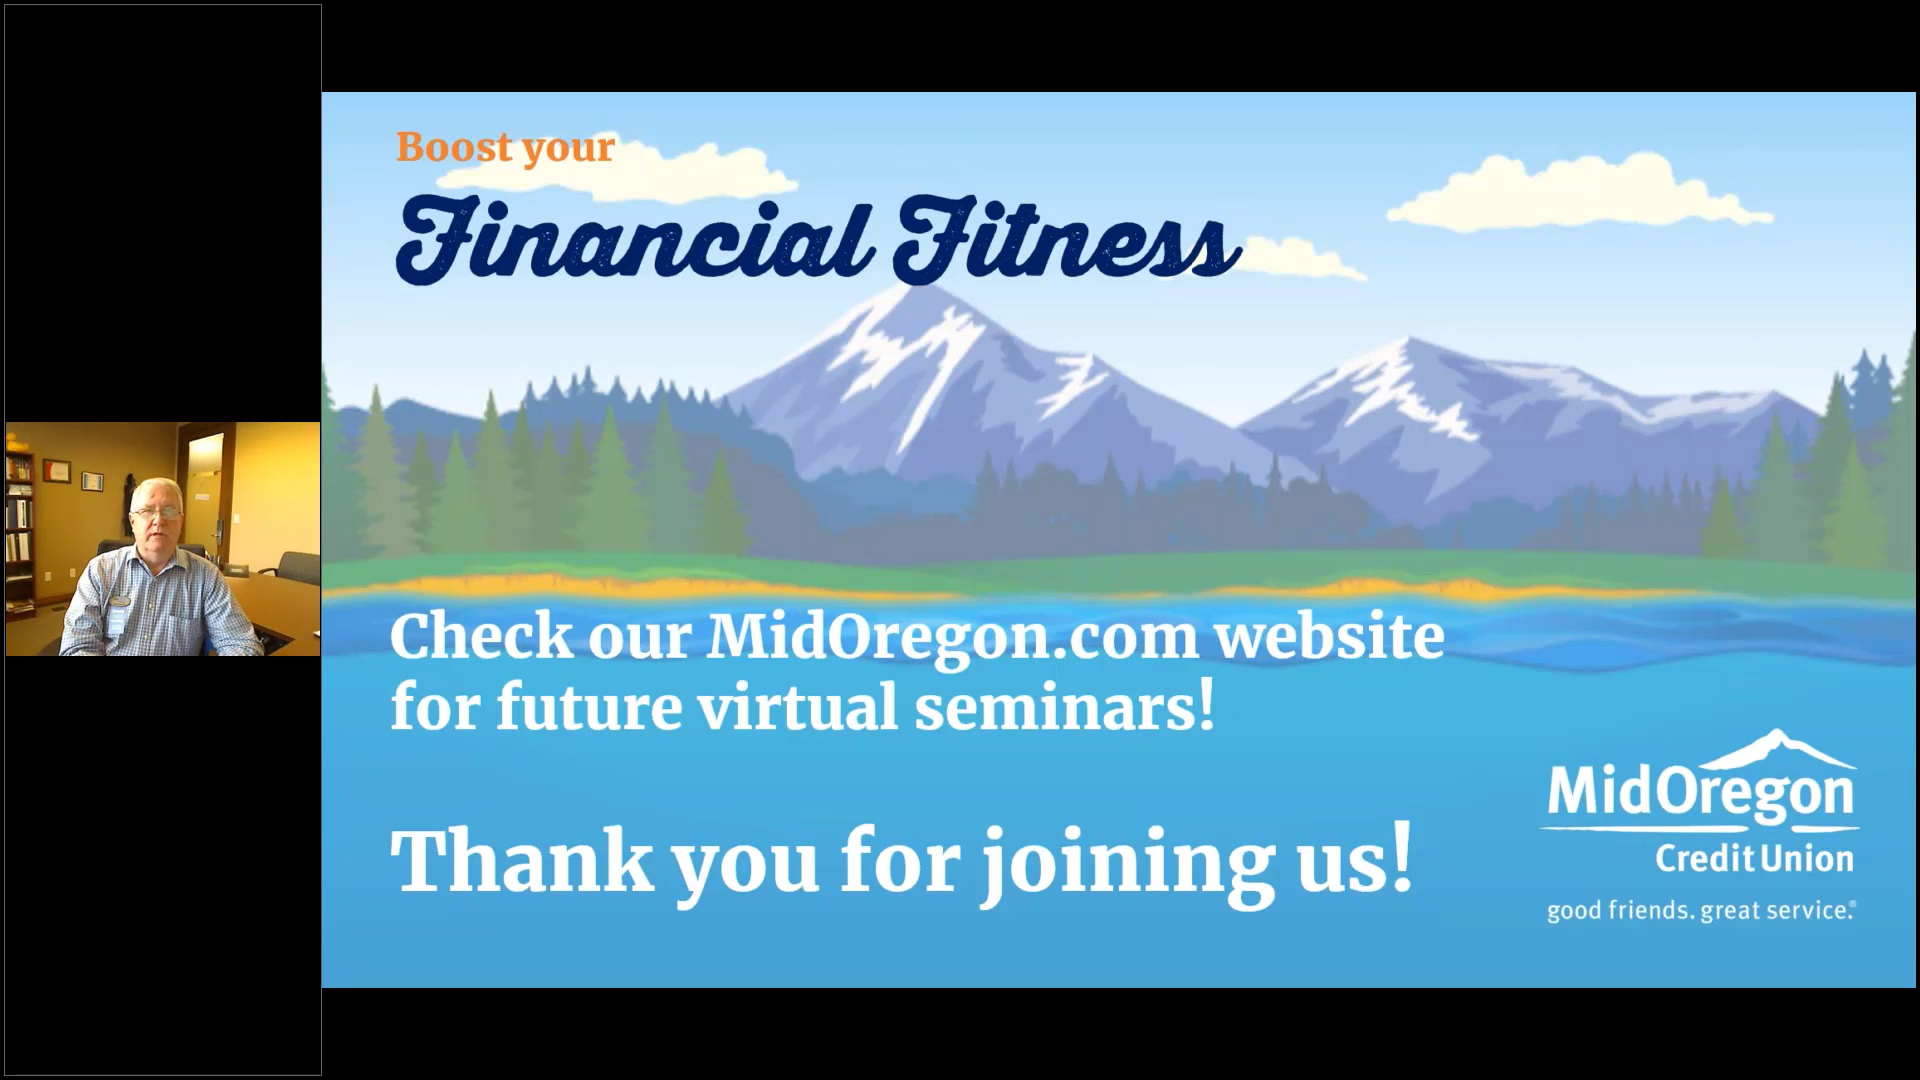 Boost your
Financial Fitness
Check our MidOregon.com website
for future virtual seminars!
Thank you for joining us!
MidOregon
Credit Union
good friends. great service.®